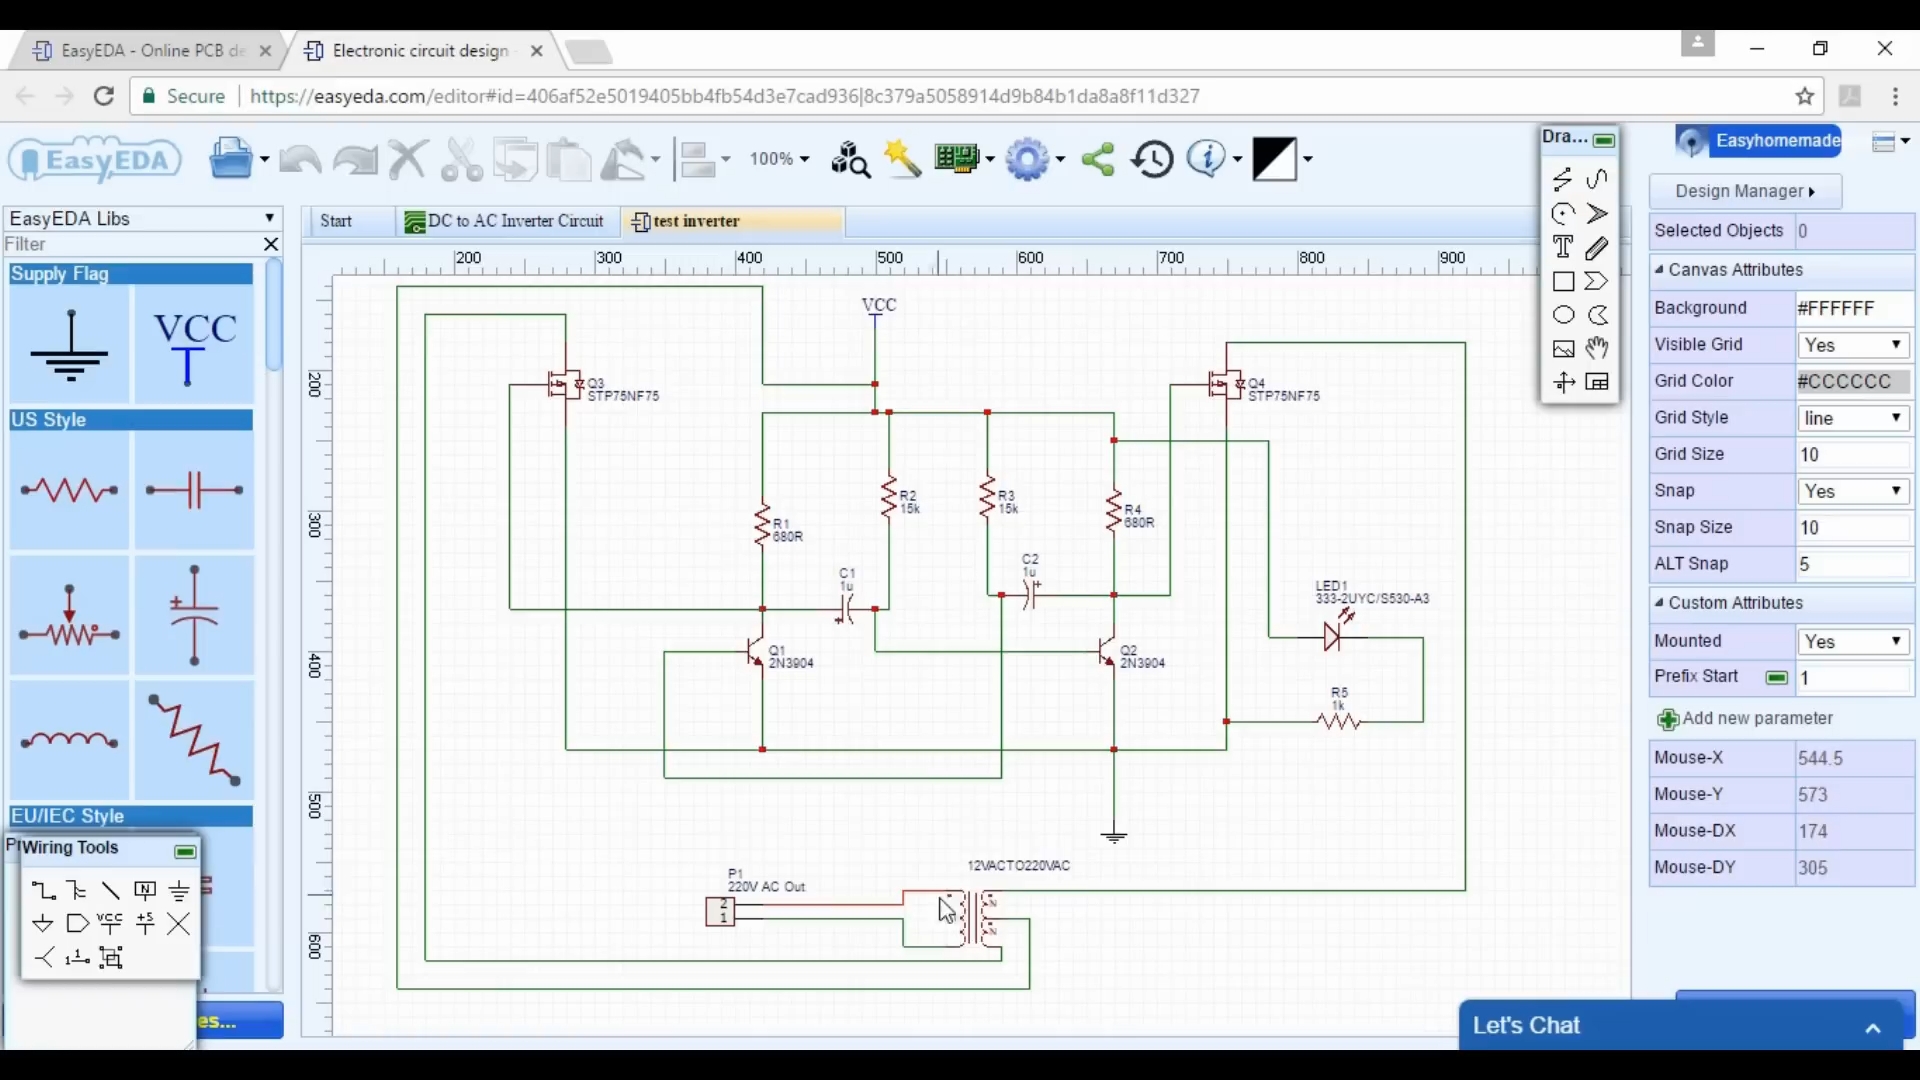 EasyEDA - Online PCB de
Electronic circuit design
Secure
https://easyeda.com/editor#id=406af52e5019405bb4fb54d3e7cad936|8c379a5058914d9b84b1da8a8f11d327
EasyEDA
100%
Dra...
Easyhomemade
Design Manager
EasyEDA Libs
Filter
Start
DC to AC Inverter Circuit
test inverter
Selected Objects 0
Canvas Attributes
Background #FFFFFF
Visible Grid Yes
Grid Color #CCCCCC
Grid Style line
Grid Size 10
Snap Yes
Snap Size 10
ALT Snap 5
Custom Attributes
Mounted Yes
Prefix Start 1
Add new parameter
Mouse-X 544.5
Mouse-Y 573
Mouse-DX 174
Mouse-DY 305
Supply Flag
VCC
US Style
EU/IEC Style
Wiring Tools
N
VCC
+5
es...
200 300 400 500 600 700 800 900
200
300
400
500
600
VCC
Q3
STP75NF75
Q4
STP75NF75
R1
680R
R2
15k
R3
15k
R4
680R
C1
1u
C2
1u
Q1
2N3904
Q2
2N3904
LED1
333-2UYC/S530-A3
R5
1k
12VACTO220VAC
P1
220V AC Out
2
1
Let's Chat